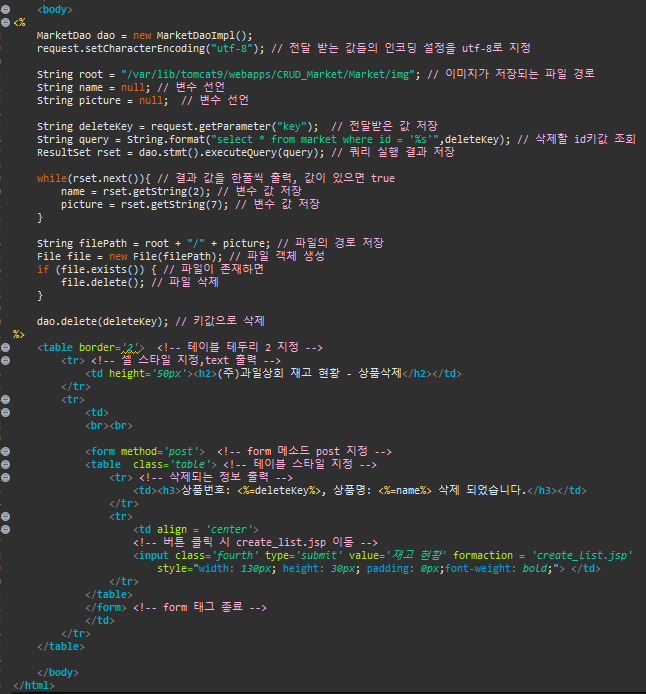 <body>
<%
MarketDao dao = new MarketDaoImpl();
request.setCharacterEncoding("utf-8"); // 전달 받는 값들의 인코딩 설정을 utf-8로 지정
String root = "/var/lib/tomcat9/webapps/CRUD_Market/Market/img"; // 이미지가 저장되는 파일 경로
String name = null; // 변수 선언
String picture = null;  // 변수 선언
String deleteKey = request.getParameter("key");  // 전달받은 값 저장
String query = String.format("select * from market where id = '%s'",deleteKey); // 삭제할 id키값 조회
ResultSet rset = dao.stmt().executeQuery(query); // 쿼리 실행 결과 저장
while(rset.next()){ // 결과 값을 한줄씩 출력, 값이 있으면 true
name = rset.getString(2); // 변수 값 저장
picture = rset.getString(7); // 변수 값 저장
}
String filePath = root + "/" + picture; // 파일의 경로 저장
File file = new File(filePath); // 파일 객체 생성
if (file.exists()) { // 파일이 존재하면
file.delete(); // 파일 삭제
}
dao.delete(deleteKey); // 키값으로 삭제
%>
<table border='2'>  <!-- 테이블 테두리 2 지정 -->
<tr> <!-- 셀 스타일 지정,text 출력 -->
<td height='50px'><h2>(주)과일상회 재고 현황 - 상품삭제</h2></td>
</tr>
<tr>
<td>
<br><br>
<form method='post'>  <!-- form 메소드 post 지정 -->
<table  class='table'> <!-- 테이블 스타일 지정 -->
<tr> <!-- 삭제되는 정보 출력 -->
<td><h3>상품번호: <%=deleteKey%>, 상품명: <%=name%> 삭제 되었습니다.</h3></td>
</tr>
<tr>
<td align = 'center'>
<!-- 버튼 클릭 시 create_list.jsp 이동 -->
<input class='fourth' type='submit' value='재고 현황' formaction = 'create_list.jsp'
style="width: 130px; height: 30px; padding: 0px;font-weight: bold;"> </td>
</tr>
</table>
</form> <!-- form 태그 종료 -->
</td>
</tr>
</table>
</body>
</html>